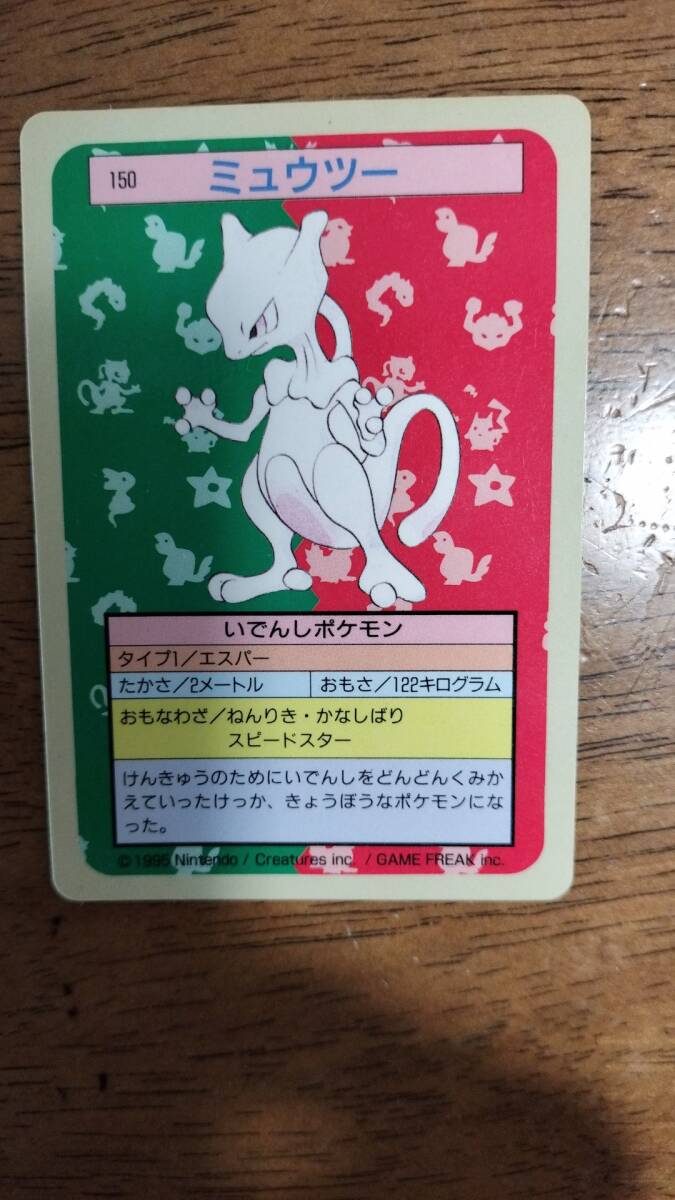 150 ミュウツー
いでんしポケモン
タイプ1/エスパー
たかさ/2メートル おもさ/122キログラム
おもなわざ/ねんりき・かなしばり
スピードスター
けんきゅうのためにいでんしをどんどんくみか
えていったけっか、きょうぼうなポケモンにな
った。
©1995 Nintendo / Creatures inc. / GAME FREAK inc.